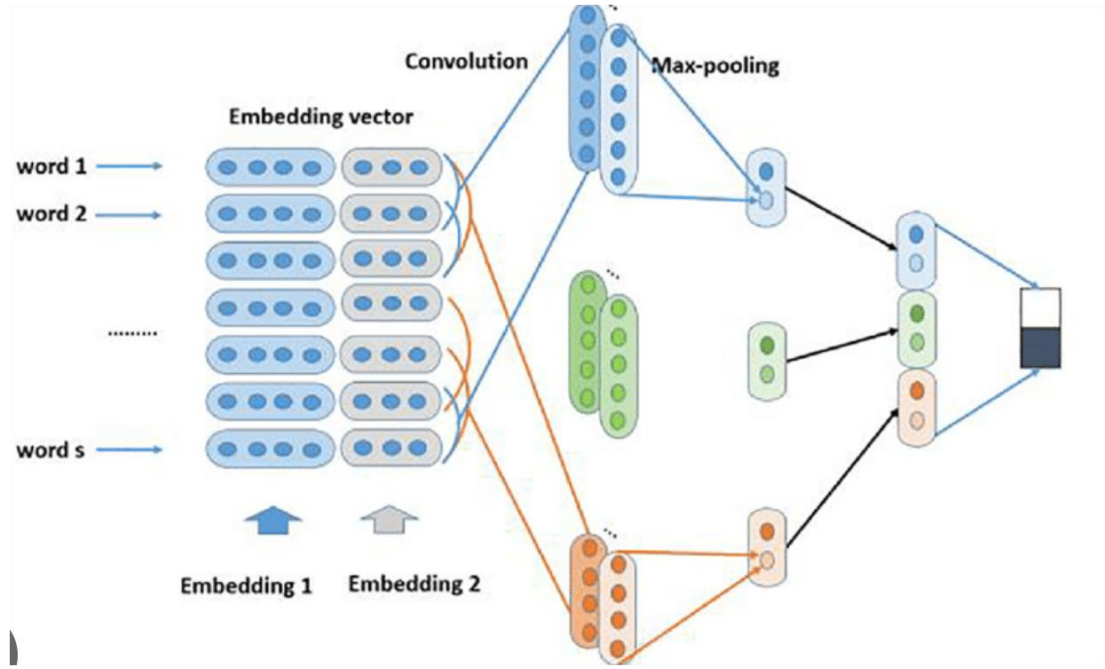 Convolution
Max-pooling
Embedding vector
word 1
word 2
.........
word s
Embedding 1
Embedding 2